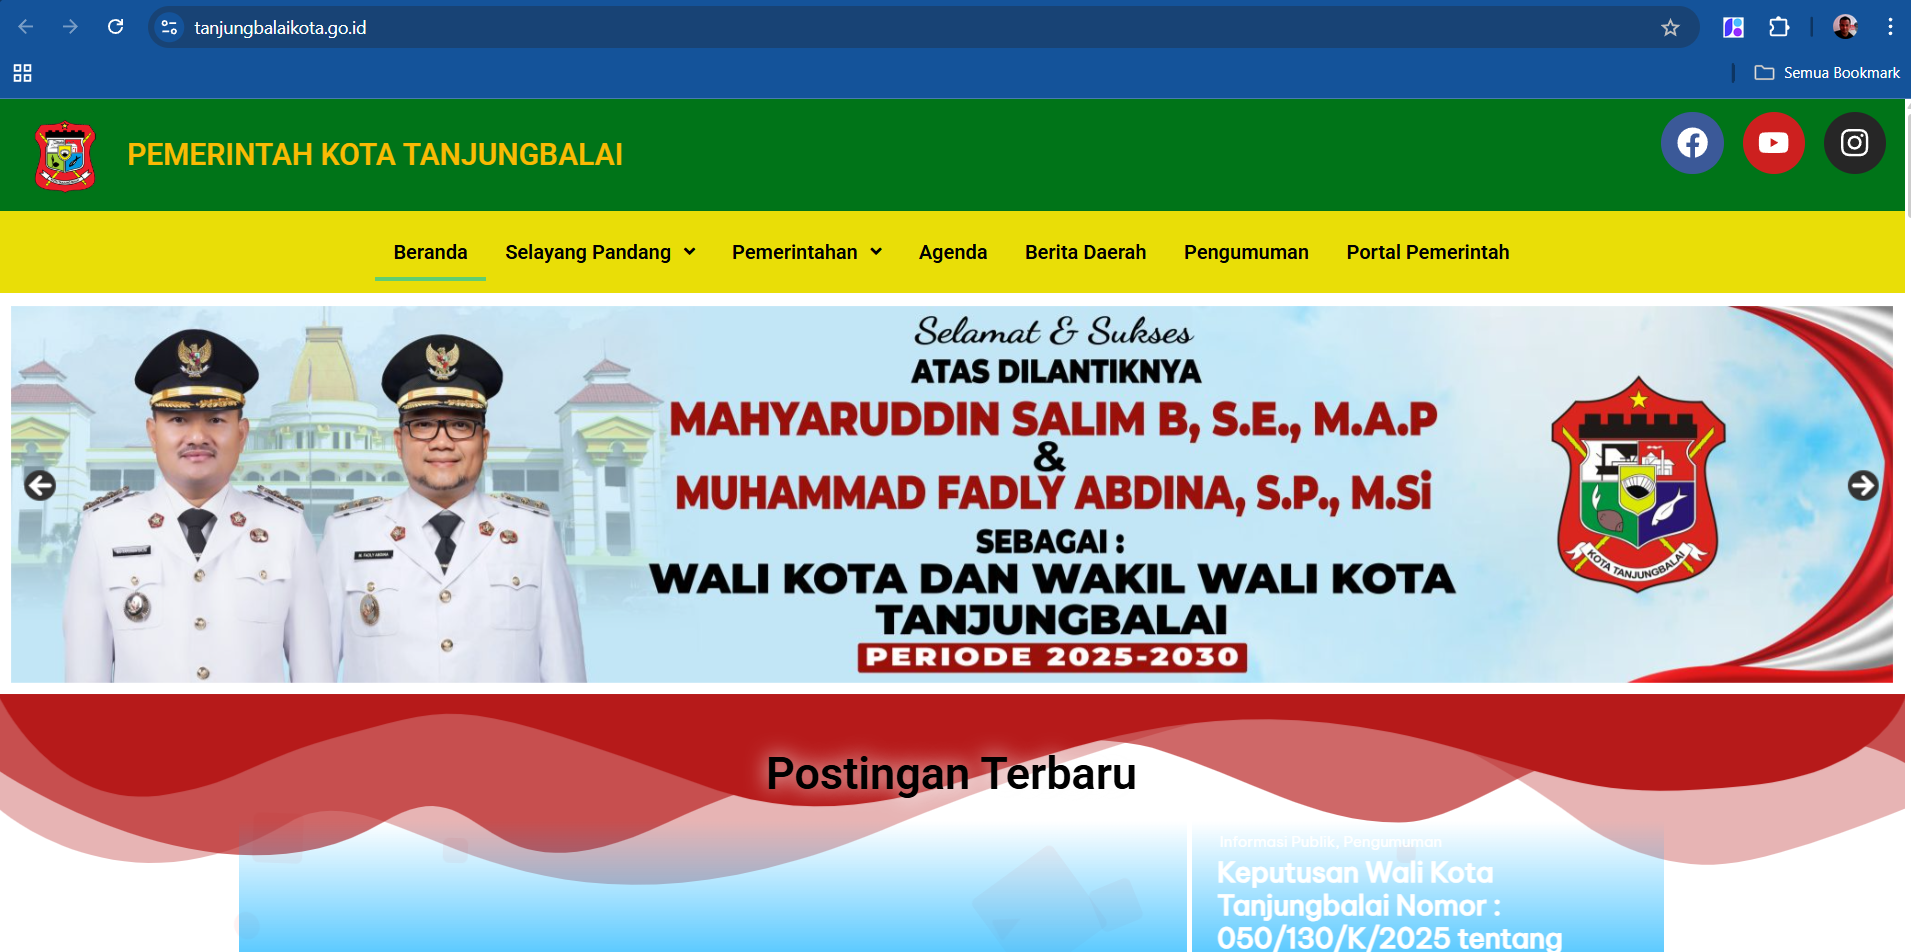 tanjungbalaikota.go.id
Semua Bookmark
PEMERINTAH KOTA TANJUNGBALAI
Beranda
Selayang Pandang
Pemerintahan
Agenda
Berita Daerah
Pengumuman
Portal Pemerintah
Selamat & Sukses
ATAS DILANTIKNYA
MAHYARUDDIN SALIM B, S.E., M.A.P
&
MUHAMMAD FADLY ABDINA, S.P., M.Si
SEBAGAI :
WALI KOTA DAN WAKIL WALI KOTA
TANJUNGBALAI
PERIODE 2025-2030
KOTA TANJUNGBALAI
M. FADLY ABDINA
Postingan Terbaru
Informasi Publik, Pengumuman
Keputusan Wali Kota
Tanjungbalai Nomor :
050/130/K/2025 tentang